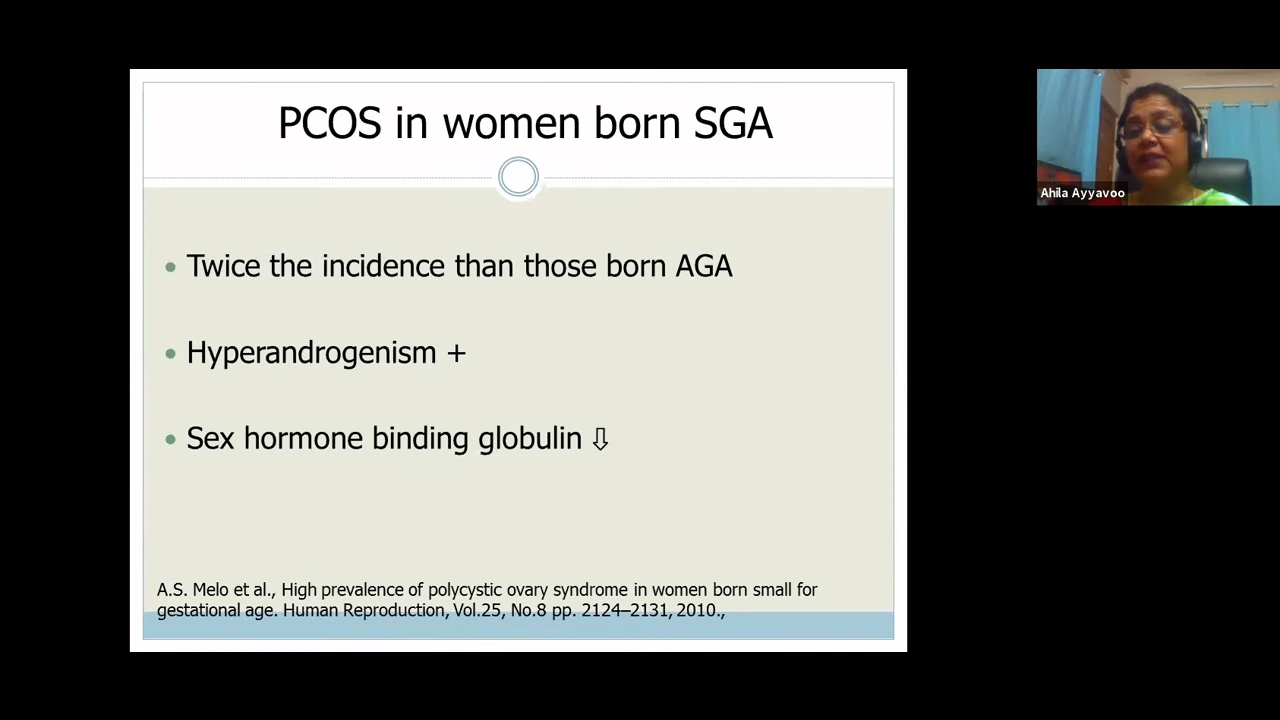 PCOS in women born SGA
Twice the incidence than those born AGA
Hyperandrogenism +
Sex hormone binding globulin ⇩
A.S. Melo et al., High prevalence of polycystic ovary syndrome in women born small for
gestational age. Human Reproduction, Vol.25, No.8 pp. 2124–2131, 2010.,
Ahila Ayyavoo